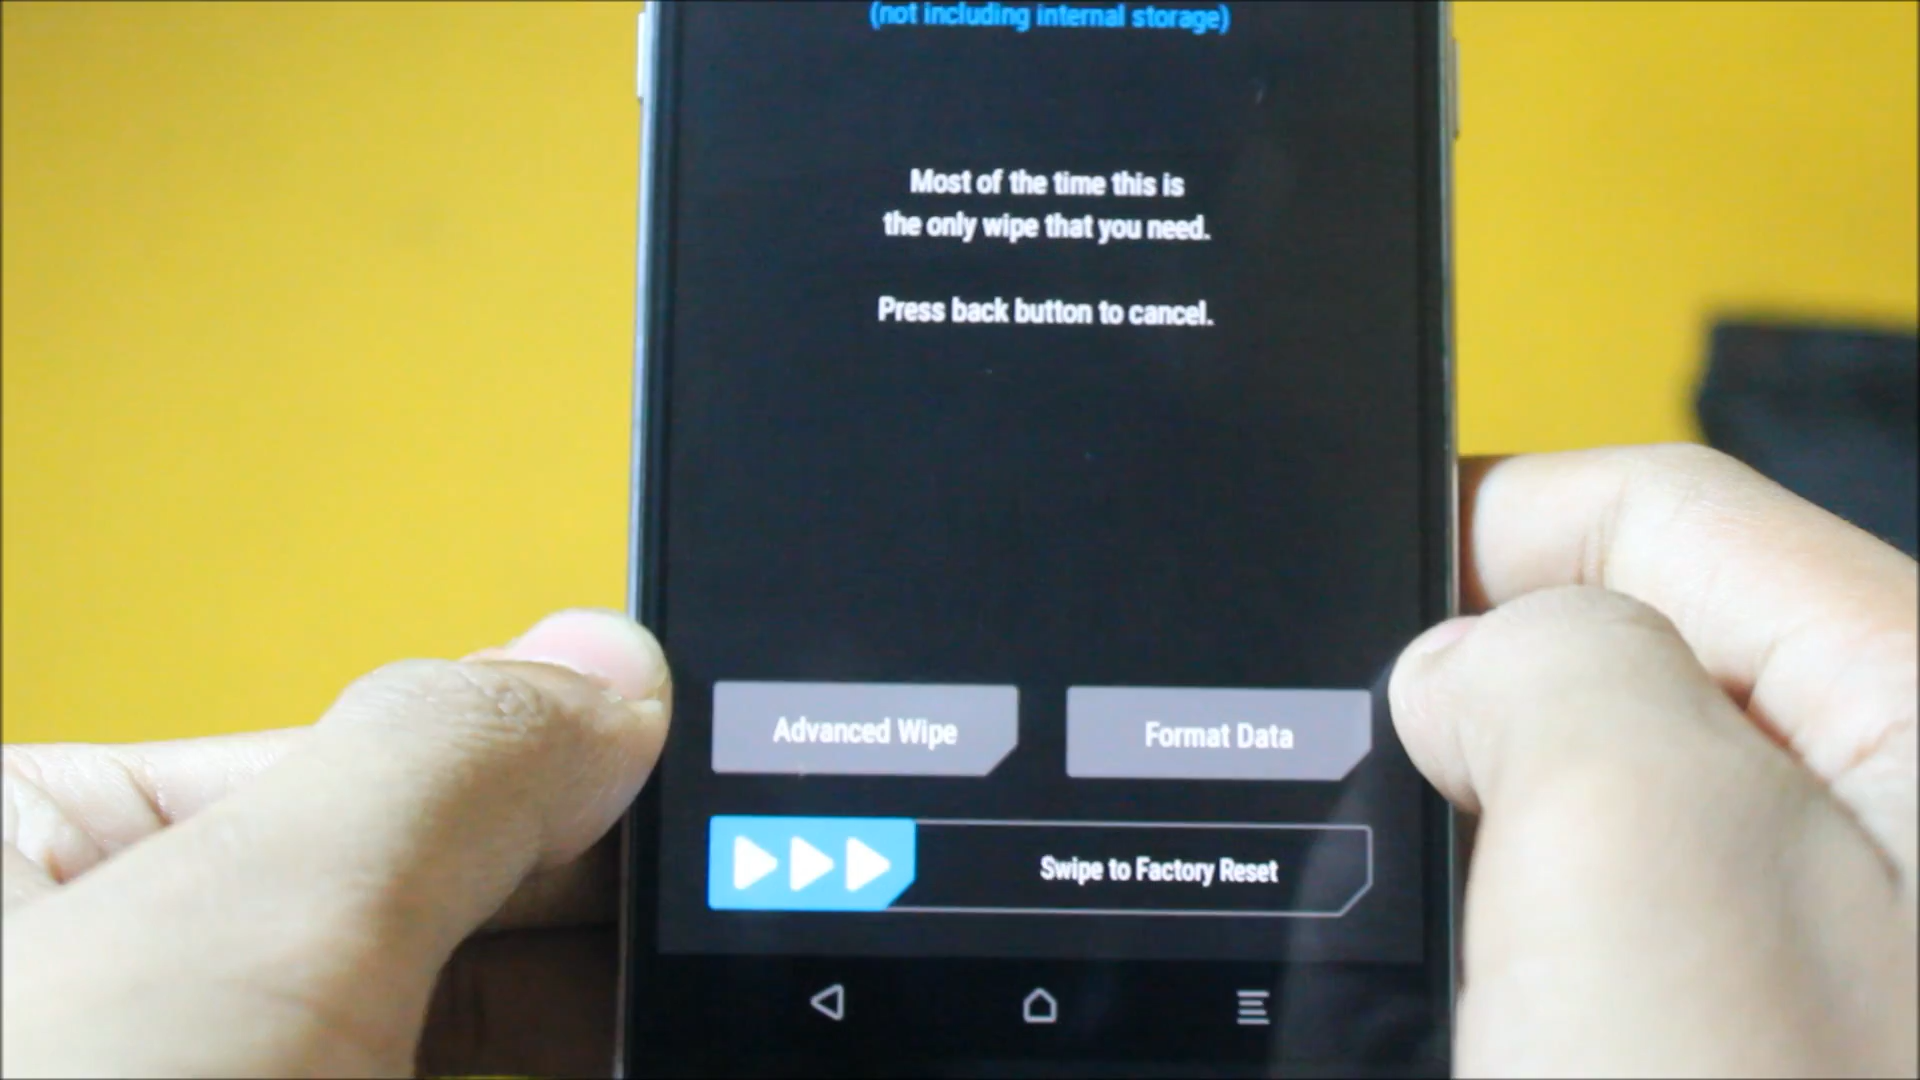 (not including internal storage)
Most of the time this is
the only wipe that you need.
Press back button to cancel.
Advanced Wipe
Format Data
Swipe to Factory Reset